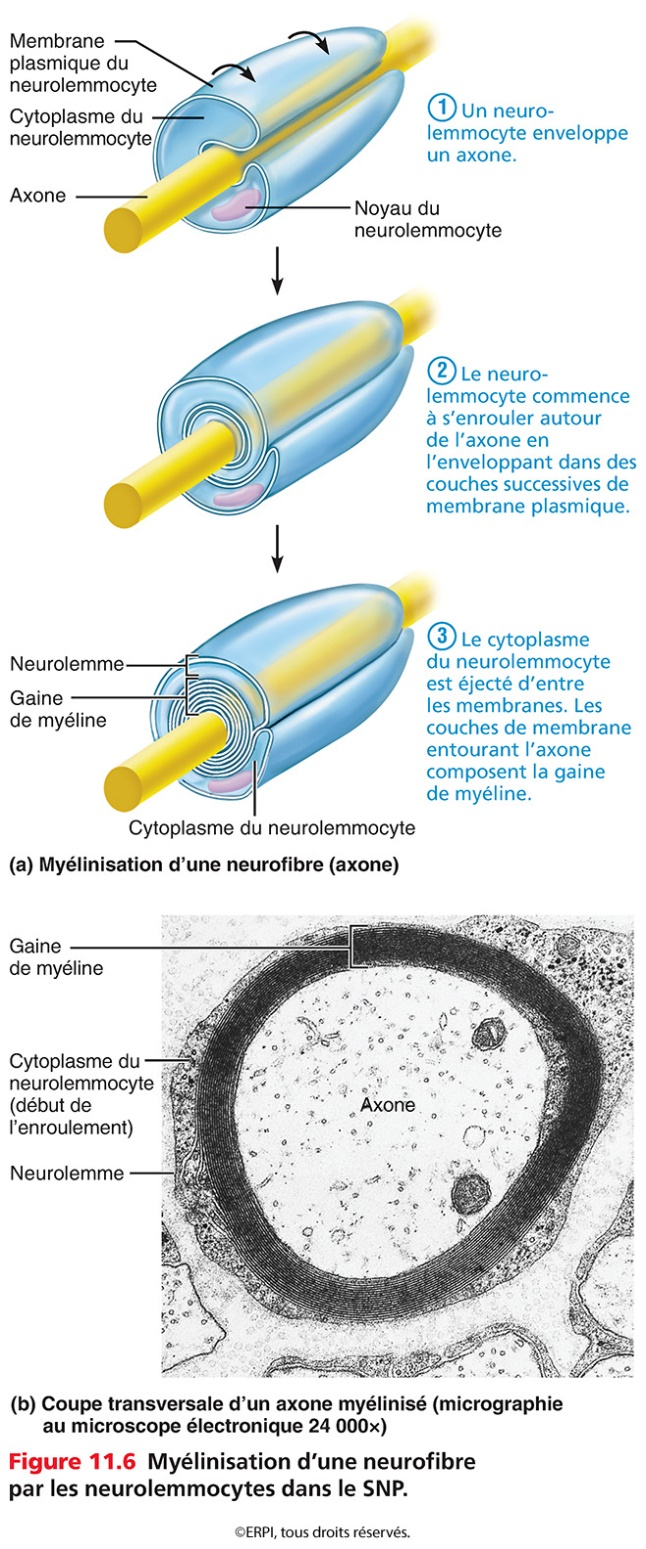 Membrane
plasmique du
neurolemmocyte
Cytoplasme du
neurolemmocyte
Axone
Noyau du
neurolemmocyte
1 Un neuro-
lemmocyte enveloppe
un axone.
2 Le neuro-
lemmocyte commence
à s’enrouler autour
de l’axone en
l’enveloppant dans des
couches successives de
membrane plasmique.
Neurolemme
Gaine
de myéline
3 Le cytoplasme
du neurolemmocyte
est éjecté d’entre
les membranes. Les
couches de membrane
entourant l’axone
composent la gaine
de myéline.
Cytoplasme du neurolemmocyte
(a) Myélinisation d’une neurofibre (axone)
Gaine
de myéline
Cytoplasme du
neurolemmocyte
(début de
l’enroulement)
Axone
Neurolemme
(b) Coupe transversale d’un axone myélinisé (micrographie
au microscope électronique 24 000×)
Figure 11.6 Myélinisation d’une neurofibre
par les neurolemmocytes dans le SNP.
©ERPI, tous droits réservés.